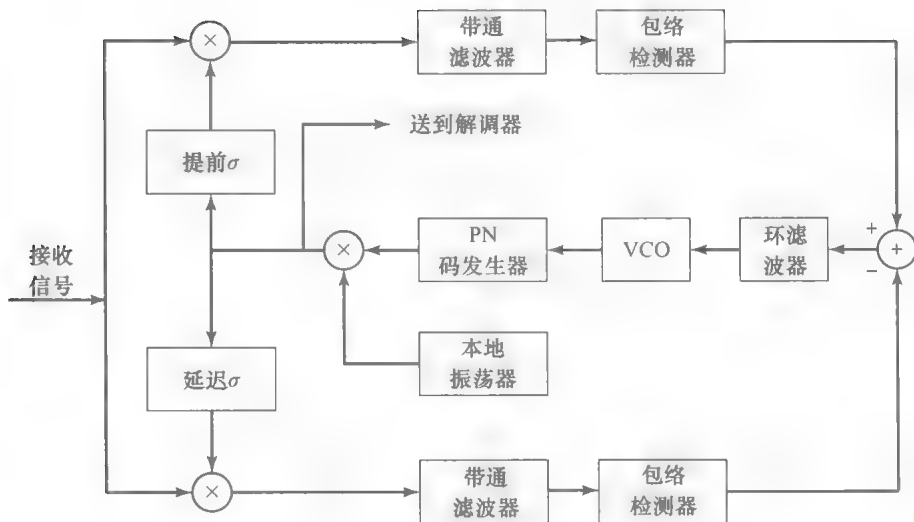 带通
滤波器
包络
检测器
×
送到解调器
提前σ
接收
信号
×
PN
码发生器
VCO
环滤
波器
+
+
−
延迟σ
本地
振荡器
×
带通
滤波器
包络
检测器